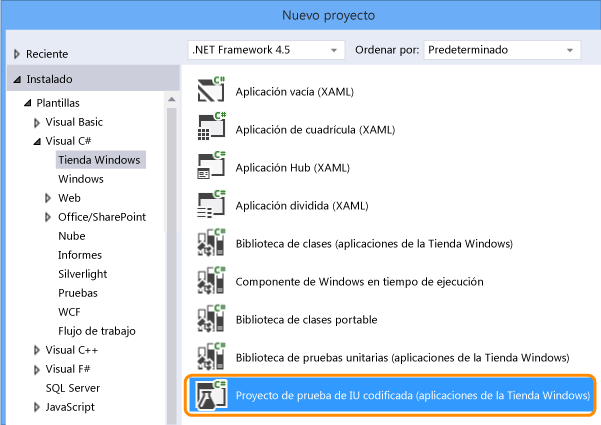 Nuevo proyecto
Reciente
Instalado
Plantillas
Visual Basic
Visual C#
Tienda Windows
Windows
Web
Office/SharePoint
Nube
Informes
Silverlight
Pruebas
WCF
Flujo de trabajo
Visual C++
Visual F#
SQL Server
JavaScript
.NET Framework 4.5 Ordenar por: Predeterminado
C# Aplicación vacía (XAML)
C# Aplicación de cuadrícula (XAML)
C# Aplicación Hub (XAML)
C# Aplicación dividida (XAML)
C# Biblioteca de clases (aplicaciones de la Tienda Windows)
C# Componente de Windows en tiempo de ejecución
C# Biblioteca de clases portable
C# Biblioteca de pruebas unitarias (aplicaciones de la Tienda Windows)
C# Proyecto de prueba de IU codificada (aplicaciones de la Tienda Windows)